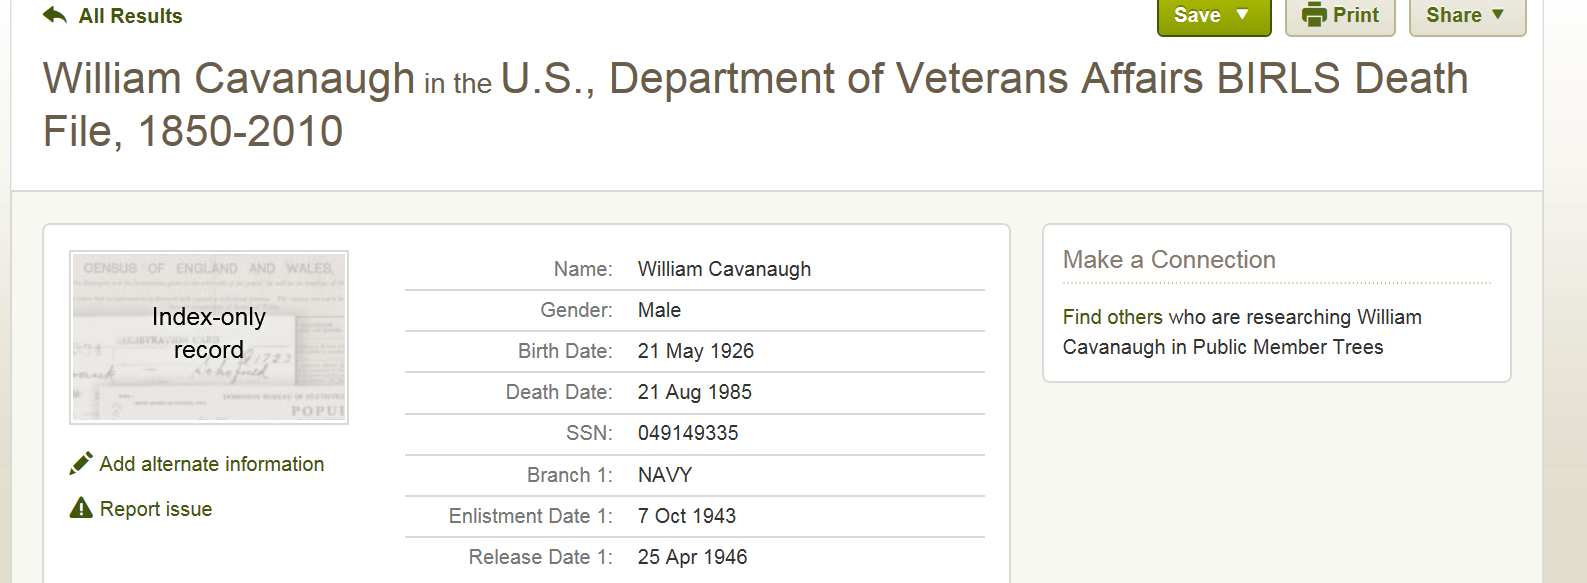 All Results
Save ▼
Print
Share ▼
William Cavanaugh in the U.S., Department of Veterans Affairs BIRLS Death
File, 1850-2010
CENSUS OF ENGLAND AND WALES,
Index-only
record
POPU
Add alternate information
Report issue
Name: William Cavanaugh
Gender: Male
Birth Date: 21 May 1926
Death Date: 21 Aug 1985
SSN: 049149335
Branch 1: NAVY
Enlistment Date 1: 7 Oct 1943
Release Date 1: 25 Apr 1946
Make a Connection
Find others who are researching William
Cavanaugh in Public Member Trees